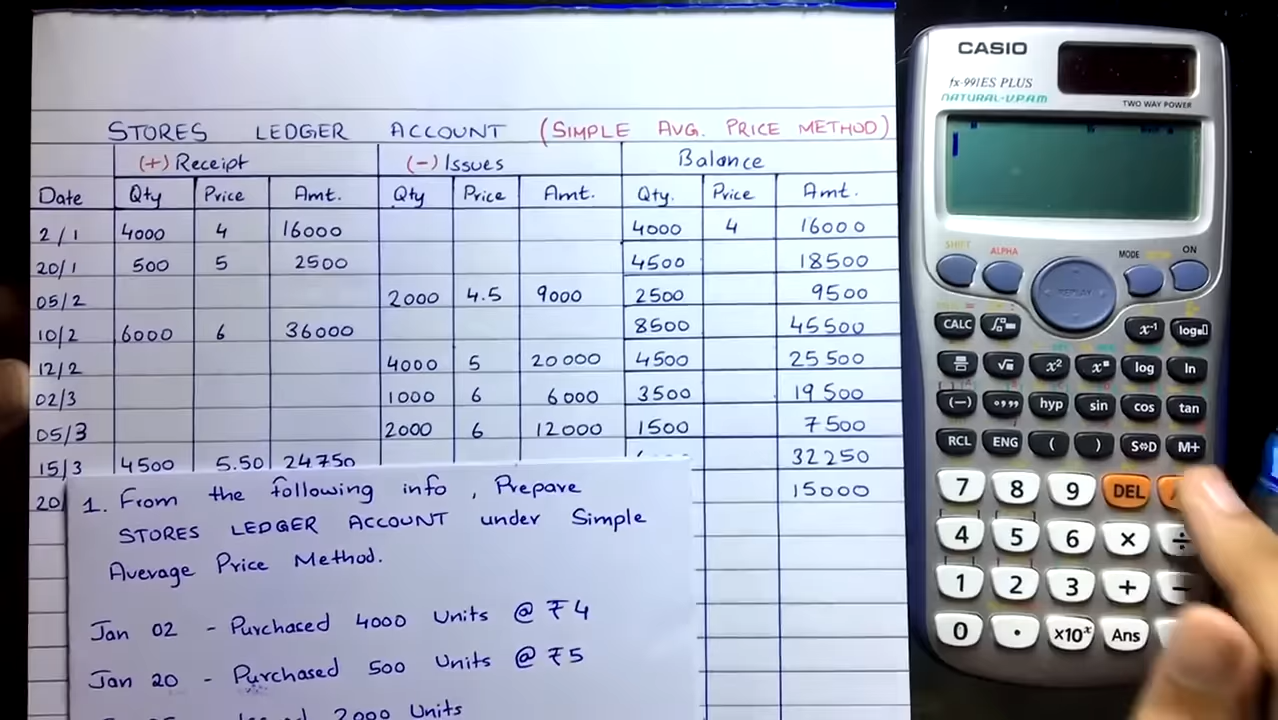 STORES LEDGER ACCOUNT (SIMPLE AVG. PRICE METHOD)
(+) Receipt (-) Issues Balance
Date Qty Price Amt. Qty Price Amt. Qty. Price Amt.
2/1 4000 4 16000 4000 4 16000
20/1 500 5 2500 4500 18500
05/2 2000 4.5 9000 2500 9500
10/2 6000 6 36000 8500 45500
12/2 4000 5 20000 4500 25500
02/3 1000 6 6000 3500 19500
05/3 2000 6 12000 1500 7500
15/3 4500 5.50 24750 32250
20/ 15000
1. From the following info, Prepare
STORES LEDGER ACCOUNT under Simple
Average Price Method.
Jan 02 - Purchased 4000 Units @ ₹4
Jan 20 - Purchased 500 Units @ ₹5
2000 Units
CASIO
fx-991ES PLUS
NATURAL-V.P.A.M.
TWO WAY POWER
SHIFT ALPHA MODE ON
REPLAY
CALC x⁻¹ log
√ x² log ln
(−) hyp sin cos tan
RCL ENG ( ) S⇔D M+
7 8 9 DEL
4 5 6 × ÷
1 2 3 + −
0 . ×10ˣ Ans